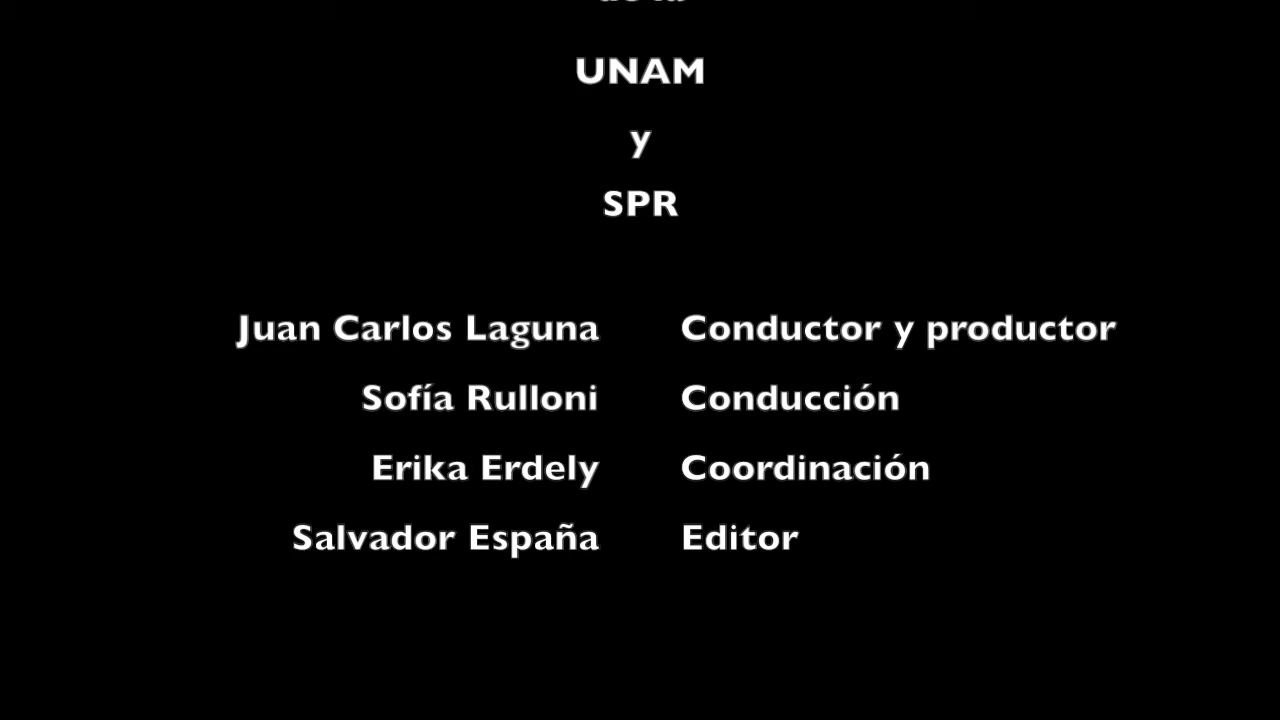 UNAM
y
SPR
Juan Carlos Laguna Conductor y productor
Sofía Rulloni Conducción
Erika Erdely Coordinación
Salvador España Editor